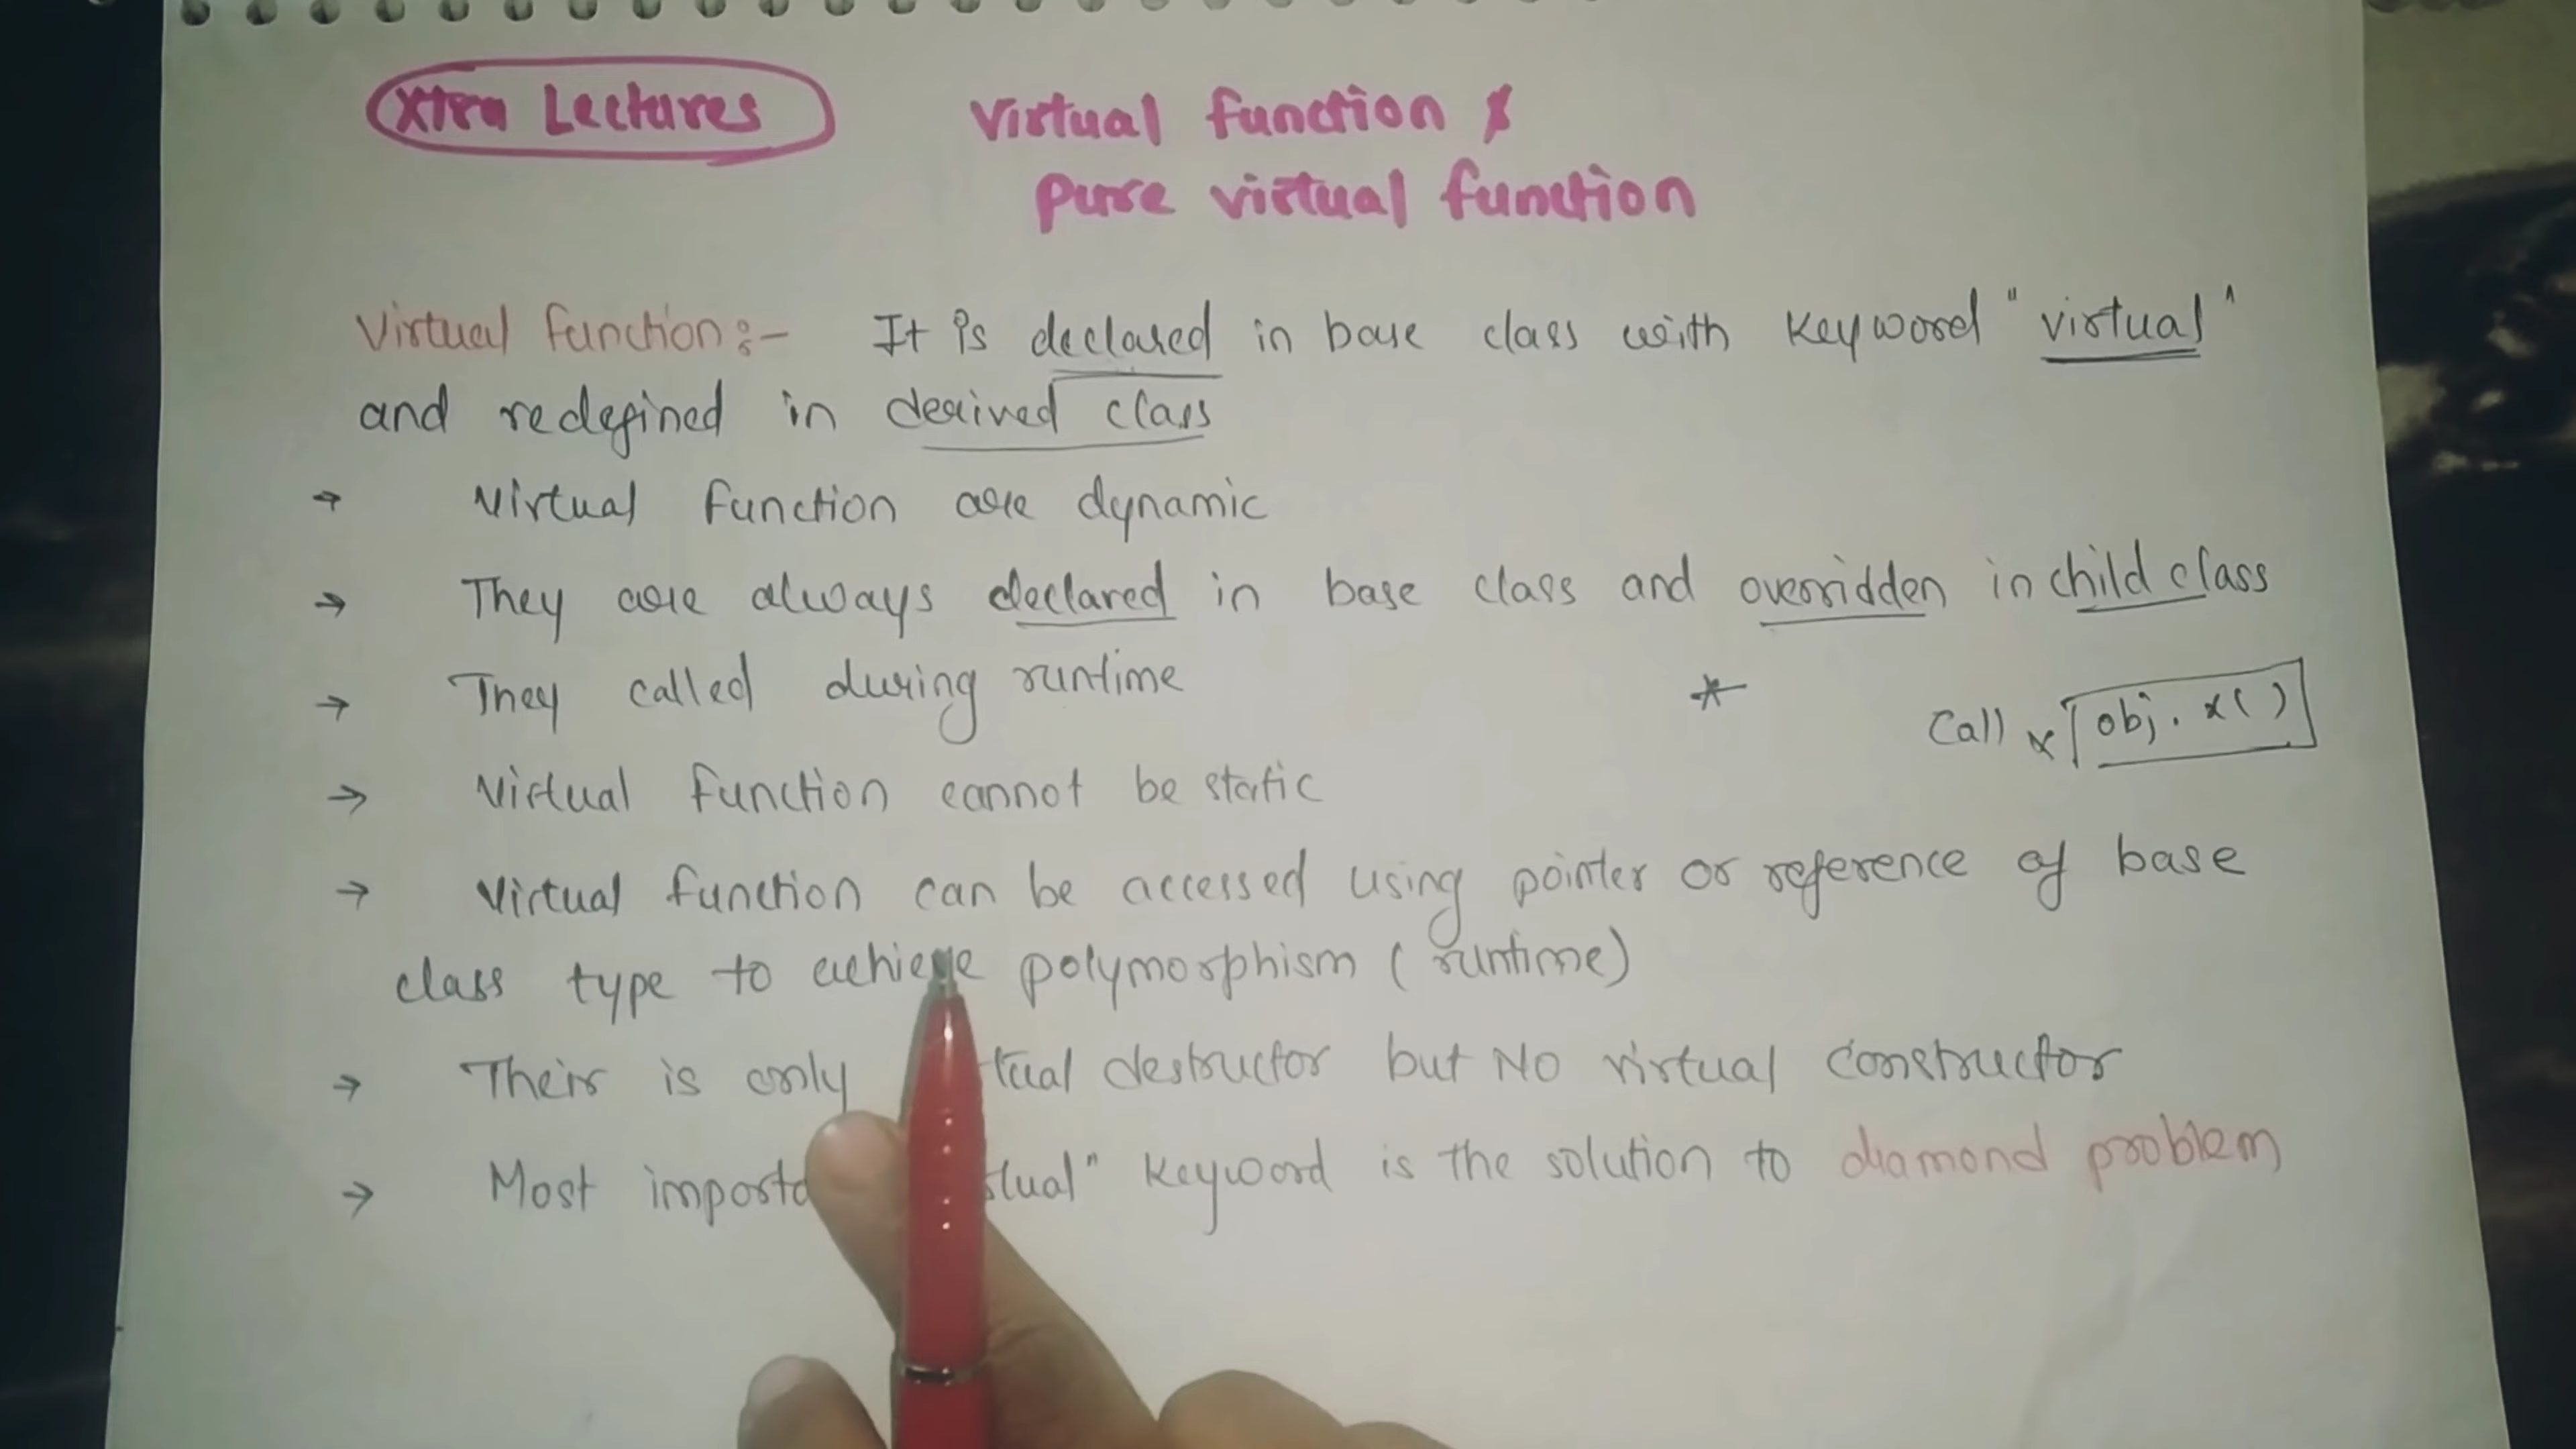 Xtra Lectures
Virtual function &
pure virtual function
Virtual function:- It is declared in base class with keyword "virtual"
and redefined in derived class
→ Virtual function are dynamic
→ They are always declared in base class and overridden in child class
→ They called during runtime
* Call x obj. x()
→ Virtual function cannot be static
→ Virtual function can be accessed using pointer or reference of base
class type to achieve polymorphism (runtime)
→ Their is only destructor but NO virtual constructor
→ Most keyword is the solution to diamond problem